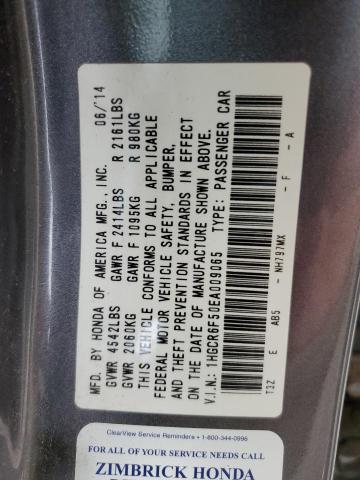 MFD. BY HONDA OF AMERICA MFG., INC. 06/'14
GVWR 4542LBS GAWR F 2414LBS R 2161LBS
GVWR 2060KG GAWR F 1095KG R 980KG
THIS VEHICLE CONFORMS TO ALL APPLICABLE
FEDERAL MOTOR VEHICLE SAFETY, BUMPER,
AND THEFT PREVENTION STANDARDS IN EFFECT
ON THE DATE OF MANUFACTURE SHOWN ABOVE.
V.I.N.: 1HGCR6F50EA009065 TYPE: PASSENGER CAR
T3Z E AB5 - NH797MX - F - A
ClearView Service Reminders • 1-800-344-0996
FOR ALL OF YOUR SERVICE NEEDS CALL
ZIMBRICK HONDA